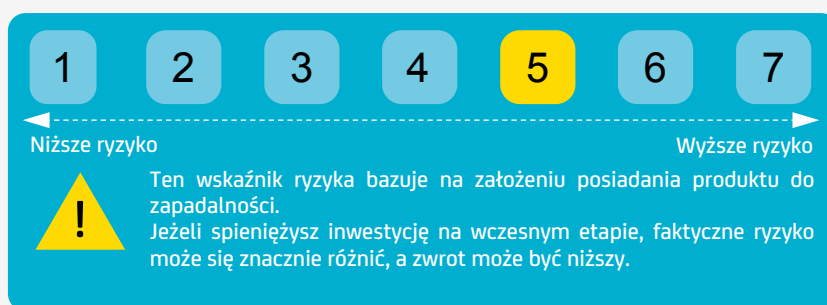 1 2 3 4 5 6 7
Niższe ryzyko Wyższe ryzyko
!
Ten wskaźnik ryzyka bazuje na założeniu posiadania produktu do
zapadalności.
Jeżeli spieniężysz inwestycję na wczesnym etapie, faktyczne ryzyko
może się znacznie różnić, a zwrot może być niższy.